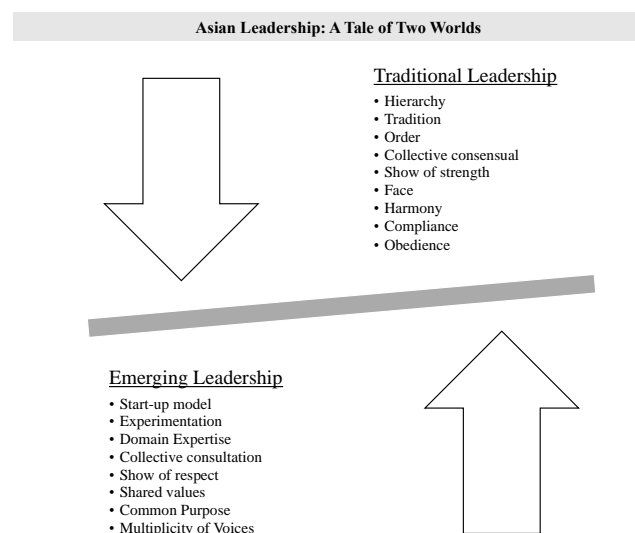 Asian Leadership: A Tale of Two Worlds
Traditional Leadership
• Hierarchy
• Tradition
• Order
• Collective consensual
• Show of strength
• Face
• Harmony
• Compliance
• Obedience
Emerging Leadership
• Start-up model
• Experimentation
• Domain Expertise
• Collective consultation
• Show of respect
• Shared values
• Common Purpose
• Multiplicity of Voices